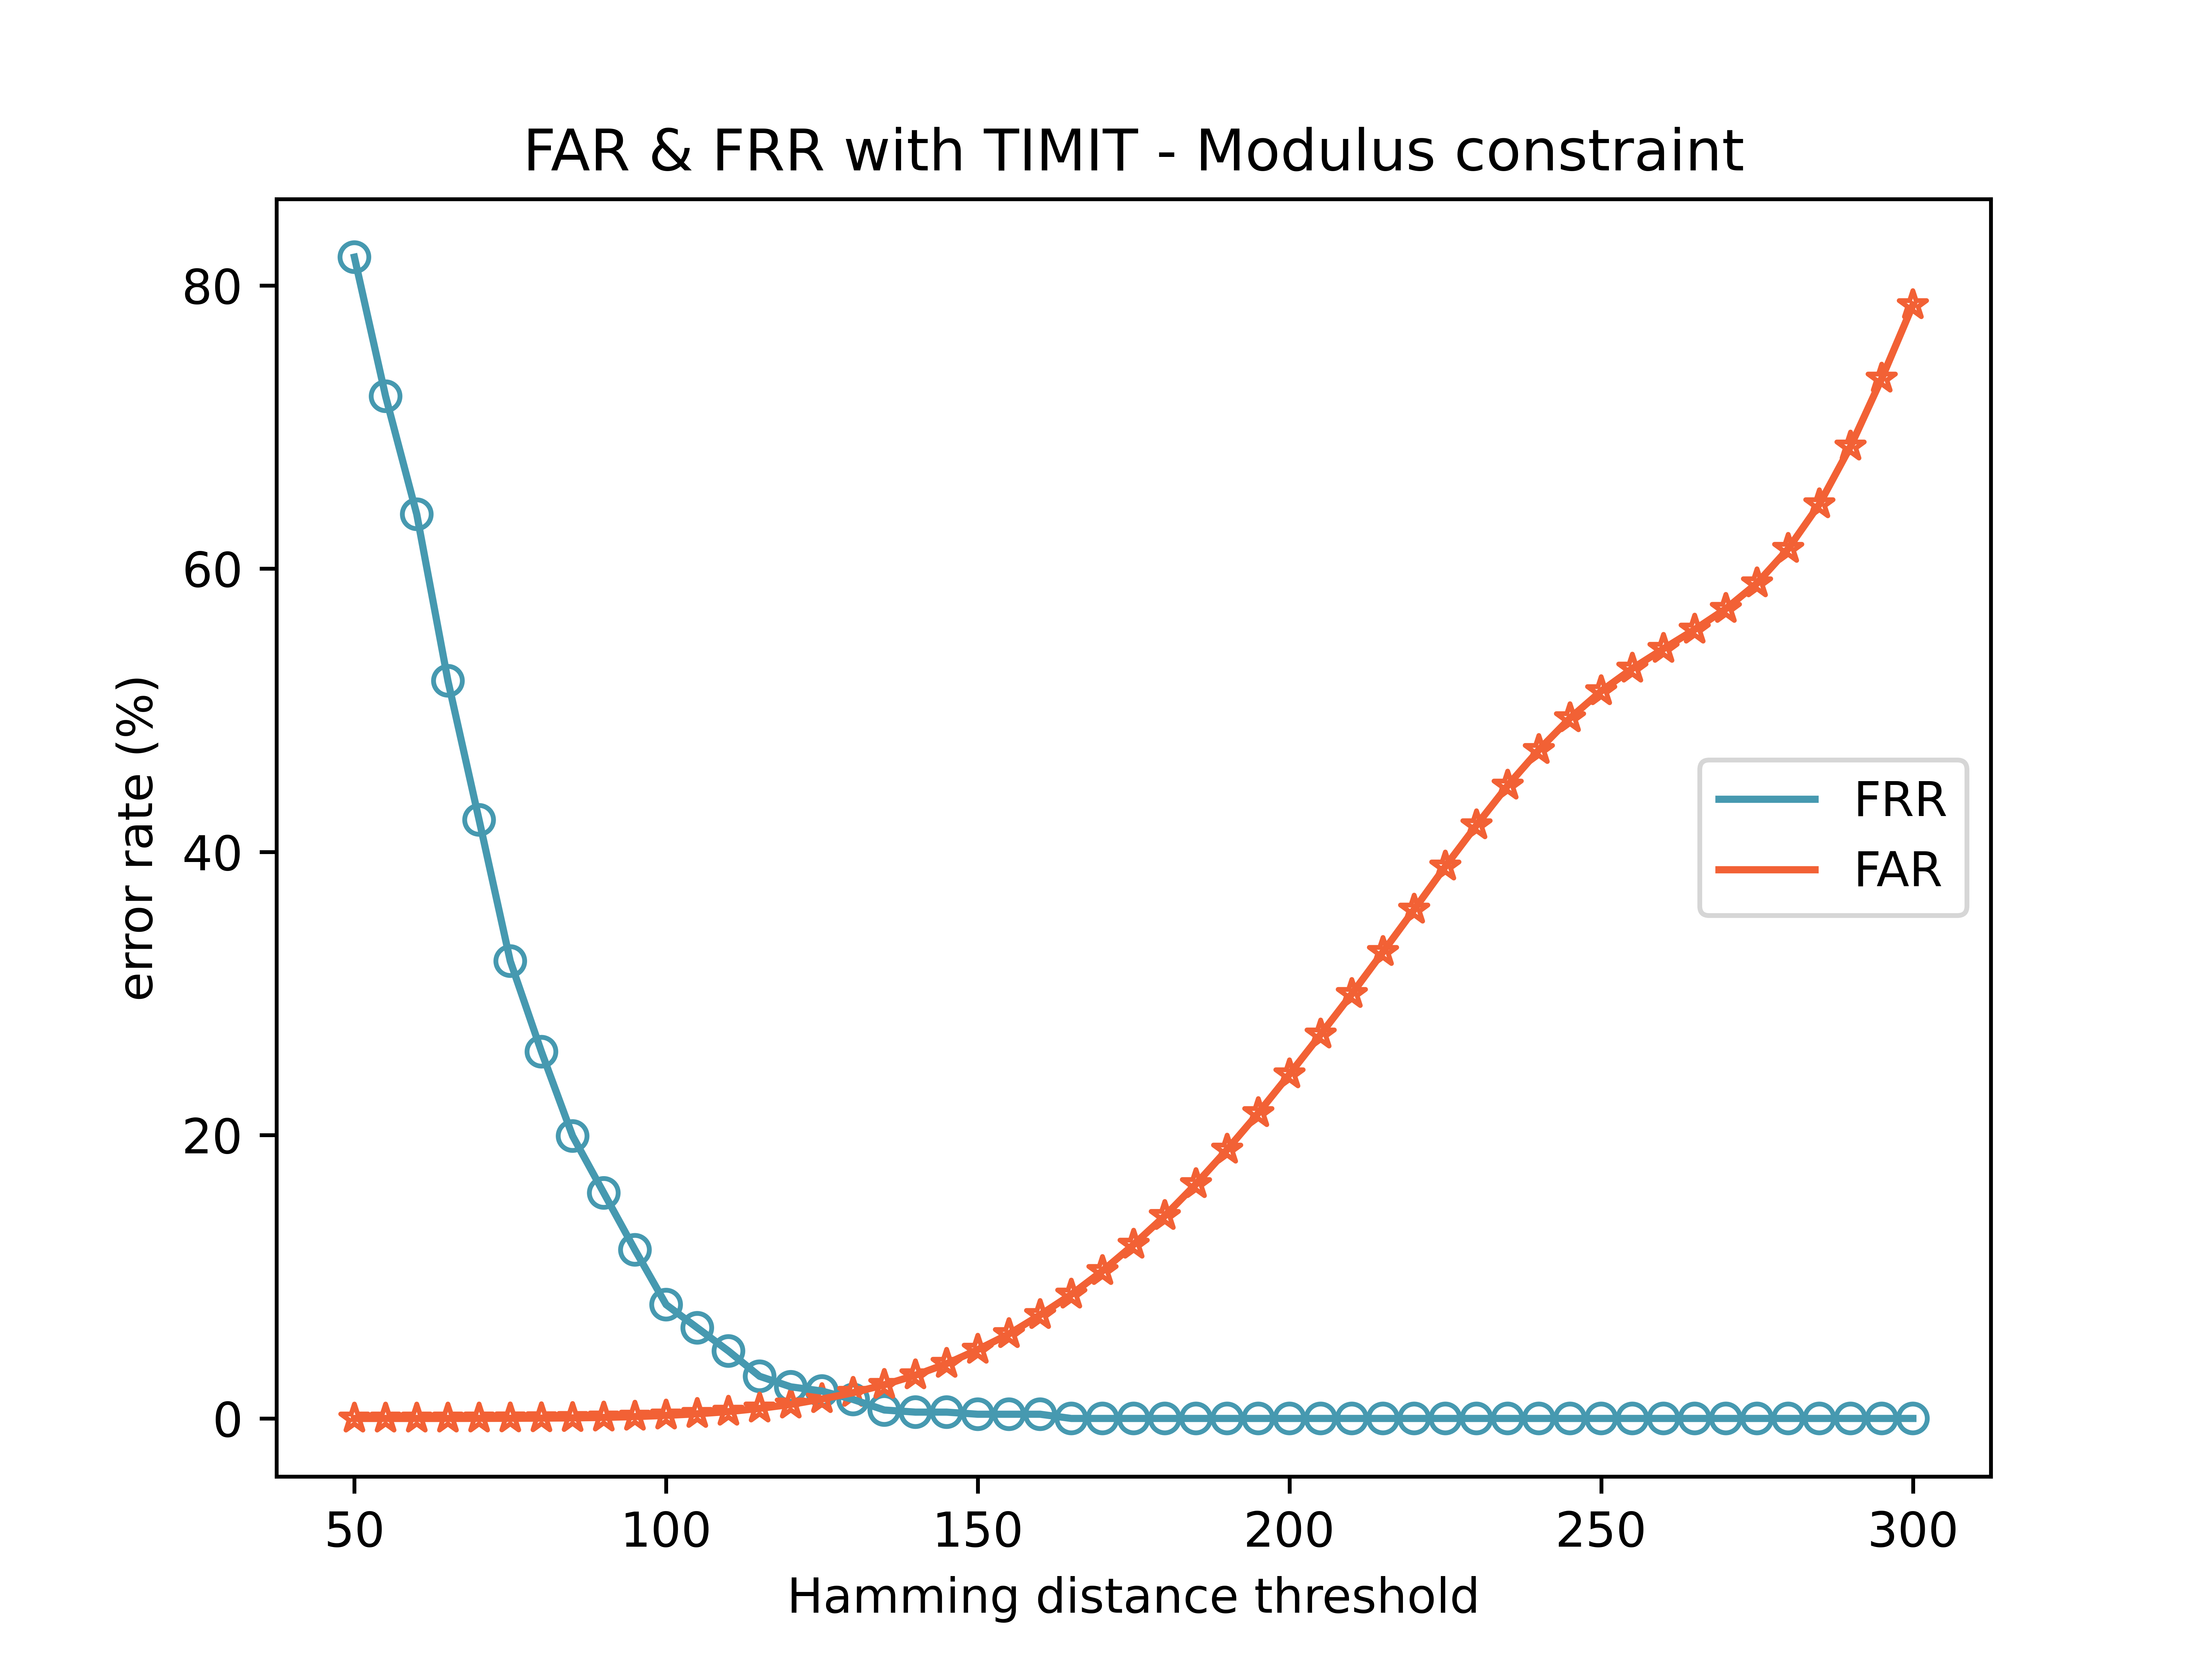 FAR & FRR with TIMIT - Modulus constraint
80
60
40
20
0
error rate (%)
FRR
FAR
50 100 150 200 250 300
Hamming distance threshold